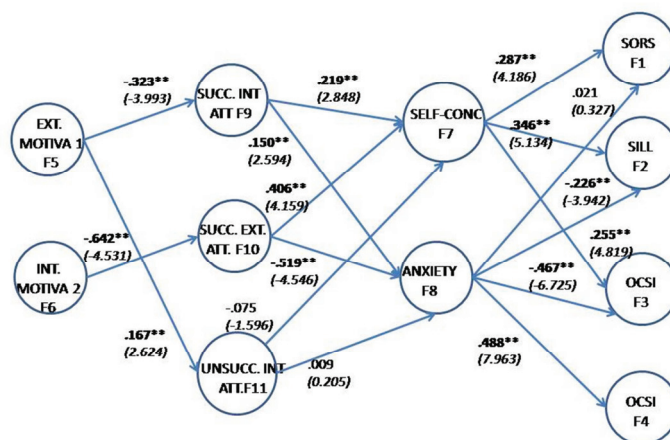 SORS
F1
-.323**
(-3.993)
.219**
(2.848)
.287**
(4.186)
.021
(0.327)
SUCC. INT
ATT F9
SELF-CONC
F7
EXT.
MOTIVA 1
F5
.150**
(2.594)
.346**
(5.134)
SILL
F2
-.226**
(-3.942)
.406**
(4.159)
-.642**
(-4.531)
SUCC. EXT.
ATT. F10
-.519**
(-4.546)
.255**
(4.819)
INT.
MOTIVA 2
F6
ANXIETY
F8
-.467**
(-6.725)
OCSI
F3
-.075
(-1.596)
.167**
(2.624)
.009
(0.205)
.488**
(7.963)
UNSUCC. INT
ATT.F11
OCSI
F4